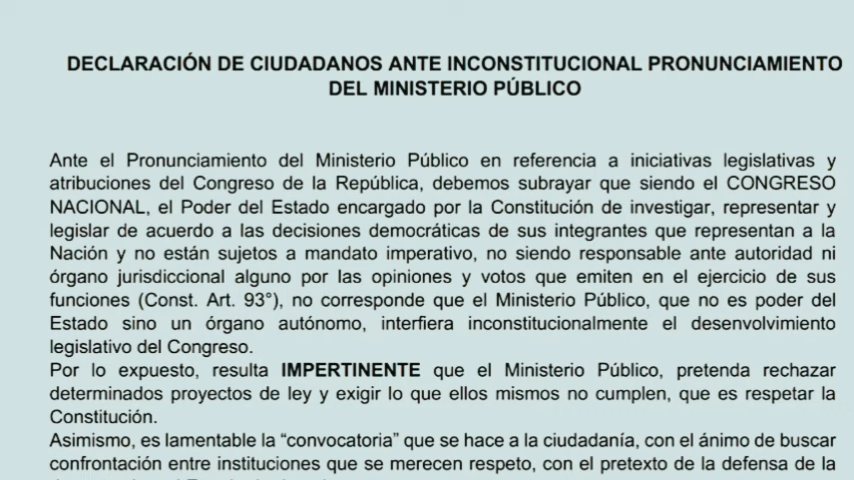 DECLARACIÓN DE CIUDADANOS ANTE INCONSTITUCIONAL PRONUNCIAMIENTO
DEL MINISTERIO PÚBLICO
Ante el Pronunciamiento del Ministerio Público en referencia a iniciativas legislativas y
atribuciones del Congreso de la República, debemos subrayar que siendo el CONGRESO
NACIONAL, el Poder del Estado encargado por la Constitución de investigar, representar y
legislar de acuerdo a las decisiones democráticas de sus integrantes que representan a la
Nación y no están sujetos a mandato imperativo, no siendo responsable ante autoridad ni
órgano jurisdiccional alguno por las opiniones y votos que emiten en el ejercicio de sus
funciones (Const. Art. 93°), no corresponde que el Ministerio Público, que no es poder del
Estado sino un órgano autónomo, interfiera inconstitucionalmente el desenvolvimiento
legislativo del Congreso.
Por lo expuesto, resulta IMPERTINENTE que el Ministerio Público, pretenda rechazar
determinados proyectos de ley y exigir lo que ellos mismos no cumplen, que es respetar la
Constitución.
Asimismo, es lamentable la “convocatoria” que se hace a la ciudadanía, con el ánimo de buscar
confrontación entre instituciones que se merecen respeto, con el pretexto de la defensa de la